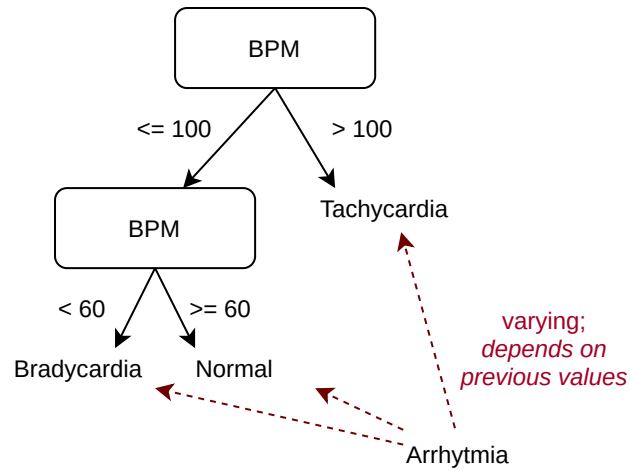 BPM
<= 100
> 100
BPM
Tachycardia
< 60
>= 60
varying;
depends on
previous values
Bradycardia
Normal
Arrhytmia